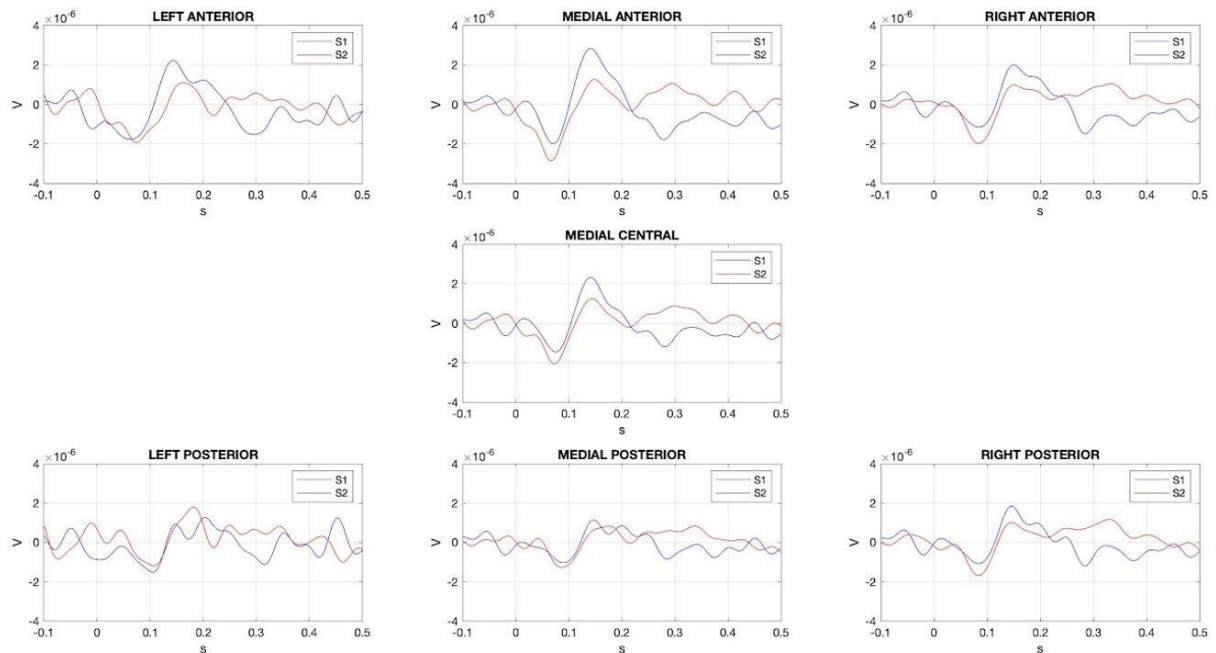 LEFT ANTERIOR
×10⁻⁶
4
2
0
-2
-4
V
-0.1 0 0.1 0.2 0.3 0.4 0.5
s
S1
S2
MEDIAL ANTERIOR
×10⁻⁶
4
2
0
-2
-4
V
-0.1 0 0.1 0.2 0.3 0.4 0.5
s
S1
S2
RIGHT ANTERIOR
×10⁻⁶
4
2
0
-2
-4
V
-0.1 0 0.1 0.2 0.3 0.4 0.5
s
S1
S2
MEDIAL CENTRAL
×10⁻⁶
4
2
0
-2
-4
V
-0.1 0 0.1 0.2 0.3 0.4 0.5
s
S1
S2
LEFT POSTERIOR
×10⁻⁶
4
2
0
-2
-4
V
-0.1 0 0.1 0.2 0.3 0.4 0.5
s
S1
S2
MEDIAL POSTERIOR
×10⁻⁶
4
2
0
-2
-4
V
-0.1 0 0.1 0.2 0.3 0.4 0.5
s
S1
S2
RIGHT POSTERIOR
×10⁻⁶
4
2
0
-2
-4
V
-0.1 0 0.1 0.2 0.3 0.4 0.5
s
S1
S2